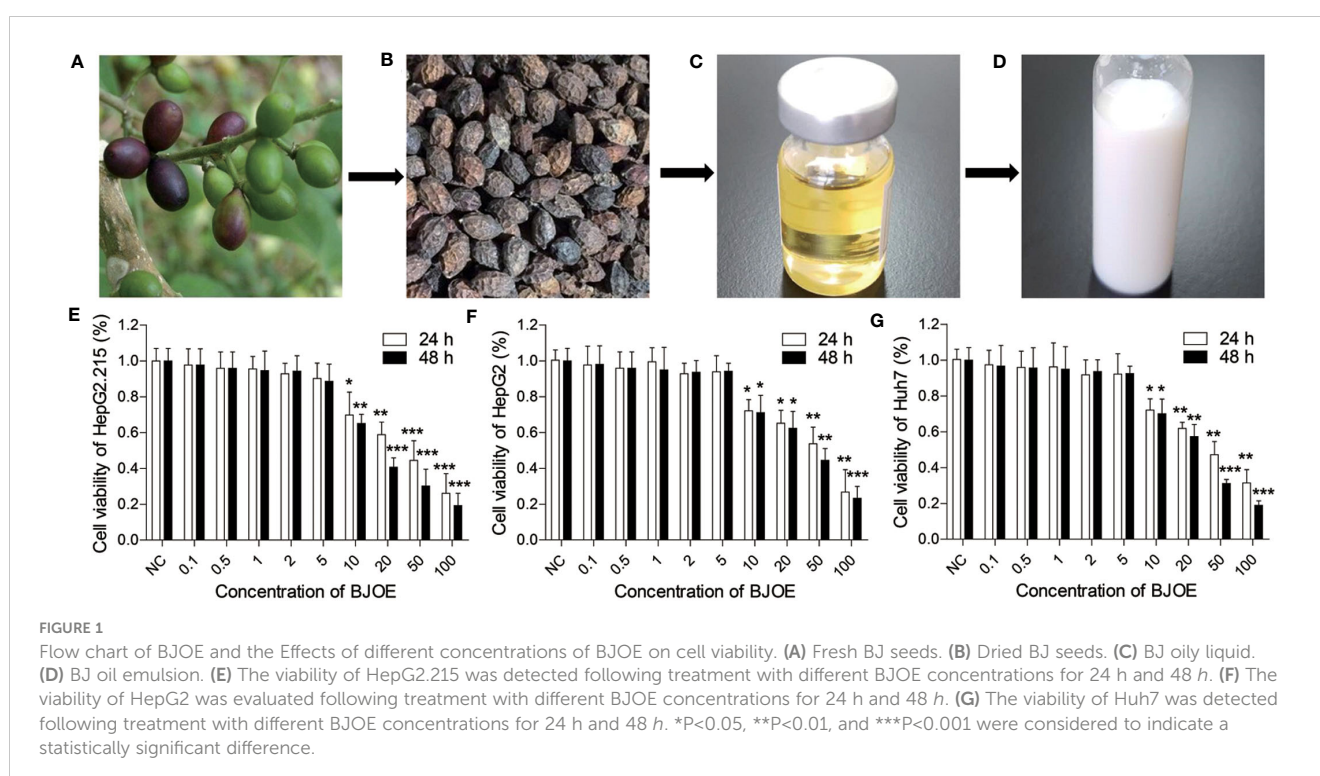 A
B
C
D
E
Cell viability of HepG2.215 (%)
1.2
1.0
0.8
0.6
0.4
0.2
0.0
24 h
48 h
*
**
**
***
***
***
***
***
NC 0.1 0.5 1 2 5 10 20 50 100
Concentration of BJOE
F
Cell viability of HepG2 (%)
1.2
1.0
0.8
0.6
0.4
0.2
0.0
24 h
48 h
* *
* *
**
**
**
***
NC 0.1 0.5 1 2 5 10 20 50 100
Concentration of BJOE
G
Cell viability of Huh7 (%)
1.2
1.0
0.8
0.6
0.4
0.2
0.0
24 h
48 h
* *
**
**
**
***
**
***
NC 0.1 0.5 1 2 5 10 20 50 100
Concentration of BJOE
FIGURE 1
Flow chart of BJOE and the Effects of different concentrations of BJOE on cell viability. (A) Fresh BJ seeds. (B) Dried BJ seeds. (C) BJ oily liquid.
(D) BJ oil emulsion. (E) The viability of HepG2.215 was detected following treatment with different BJOE concentrations for 24 h and 48 h. (F) The
viability of HepG2 was evaluated following treatment with different BJOE concentrations for 24 h and 48 h. (G) The viability of Huh7 was detected
following treatment with different BJOE concentrations for 24 h and 48 h. *P<0.05, **P<0.01, and ***P<0.001 were considered to indicate a
statistically significant difference.